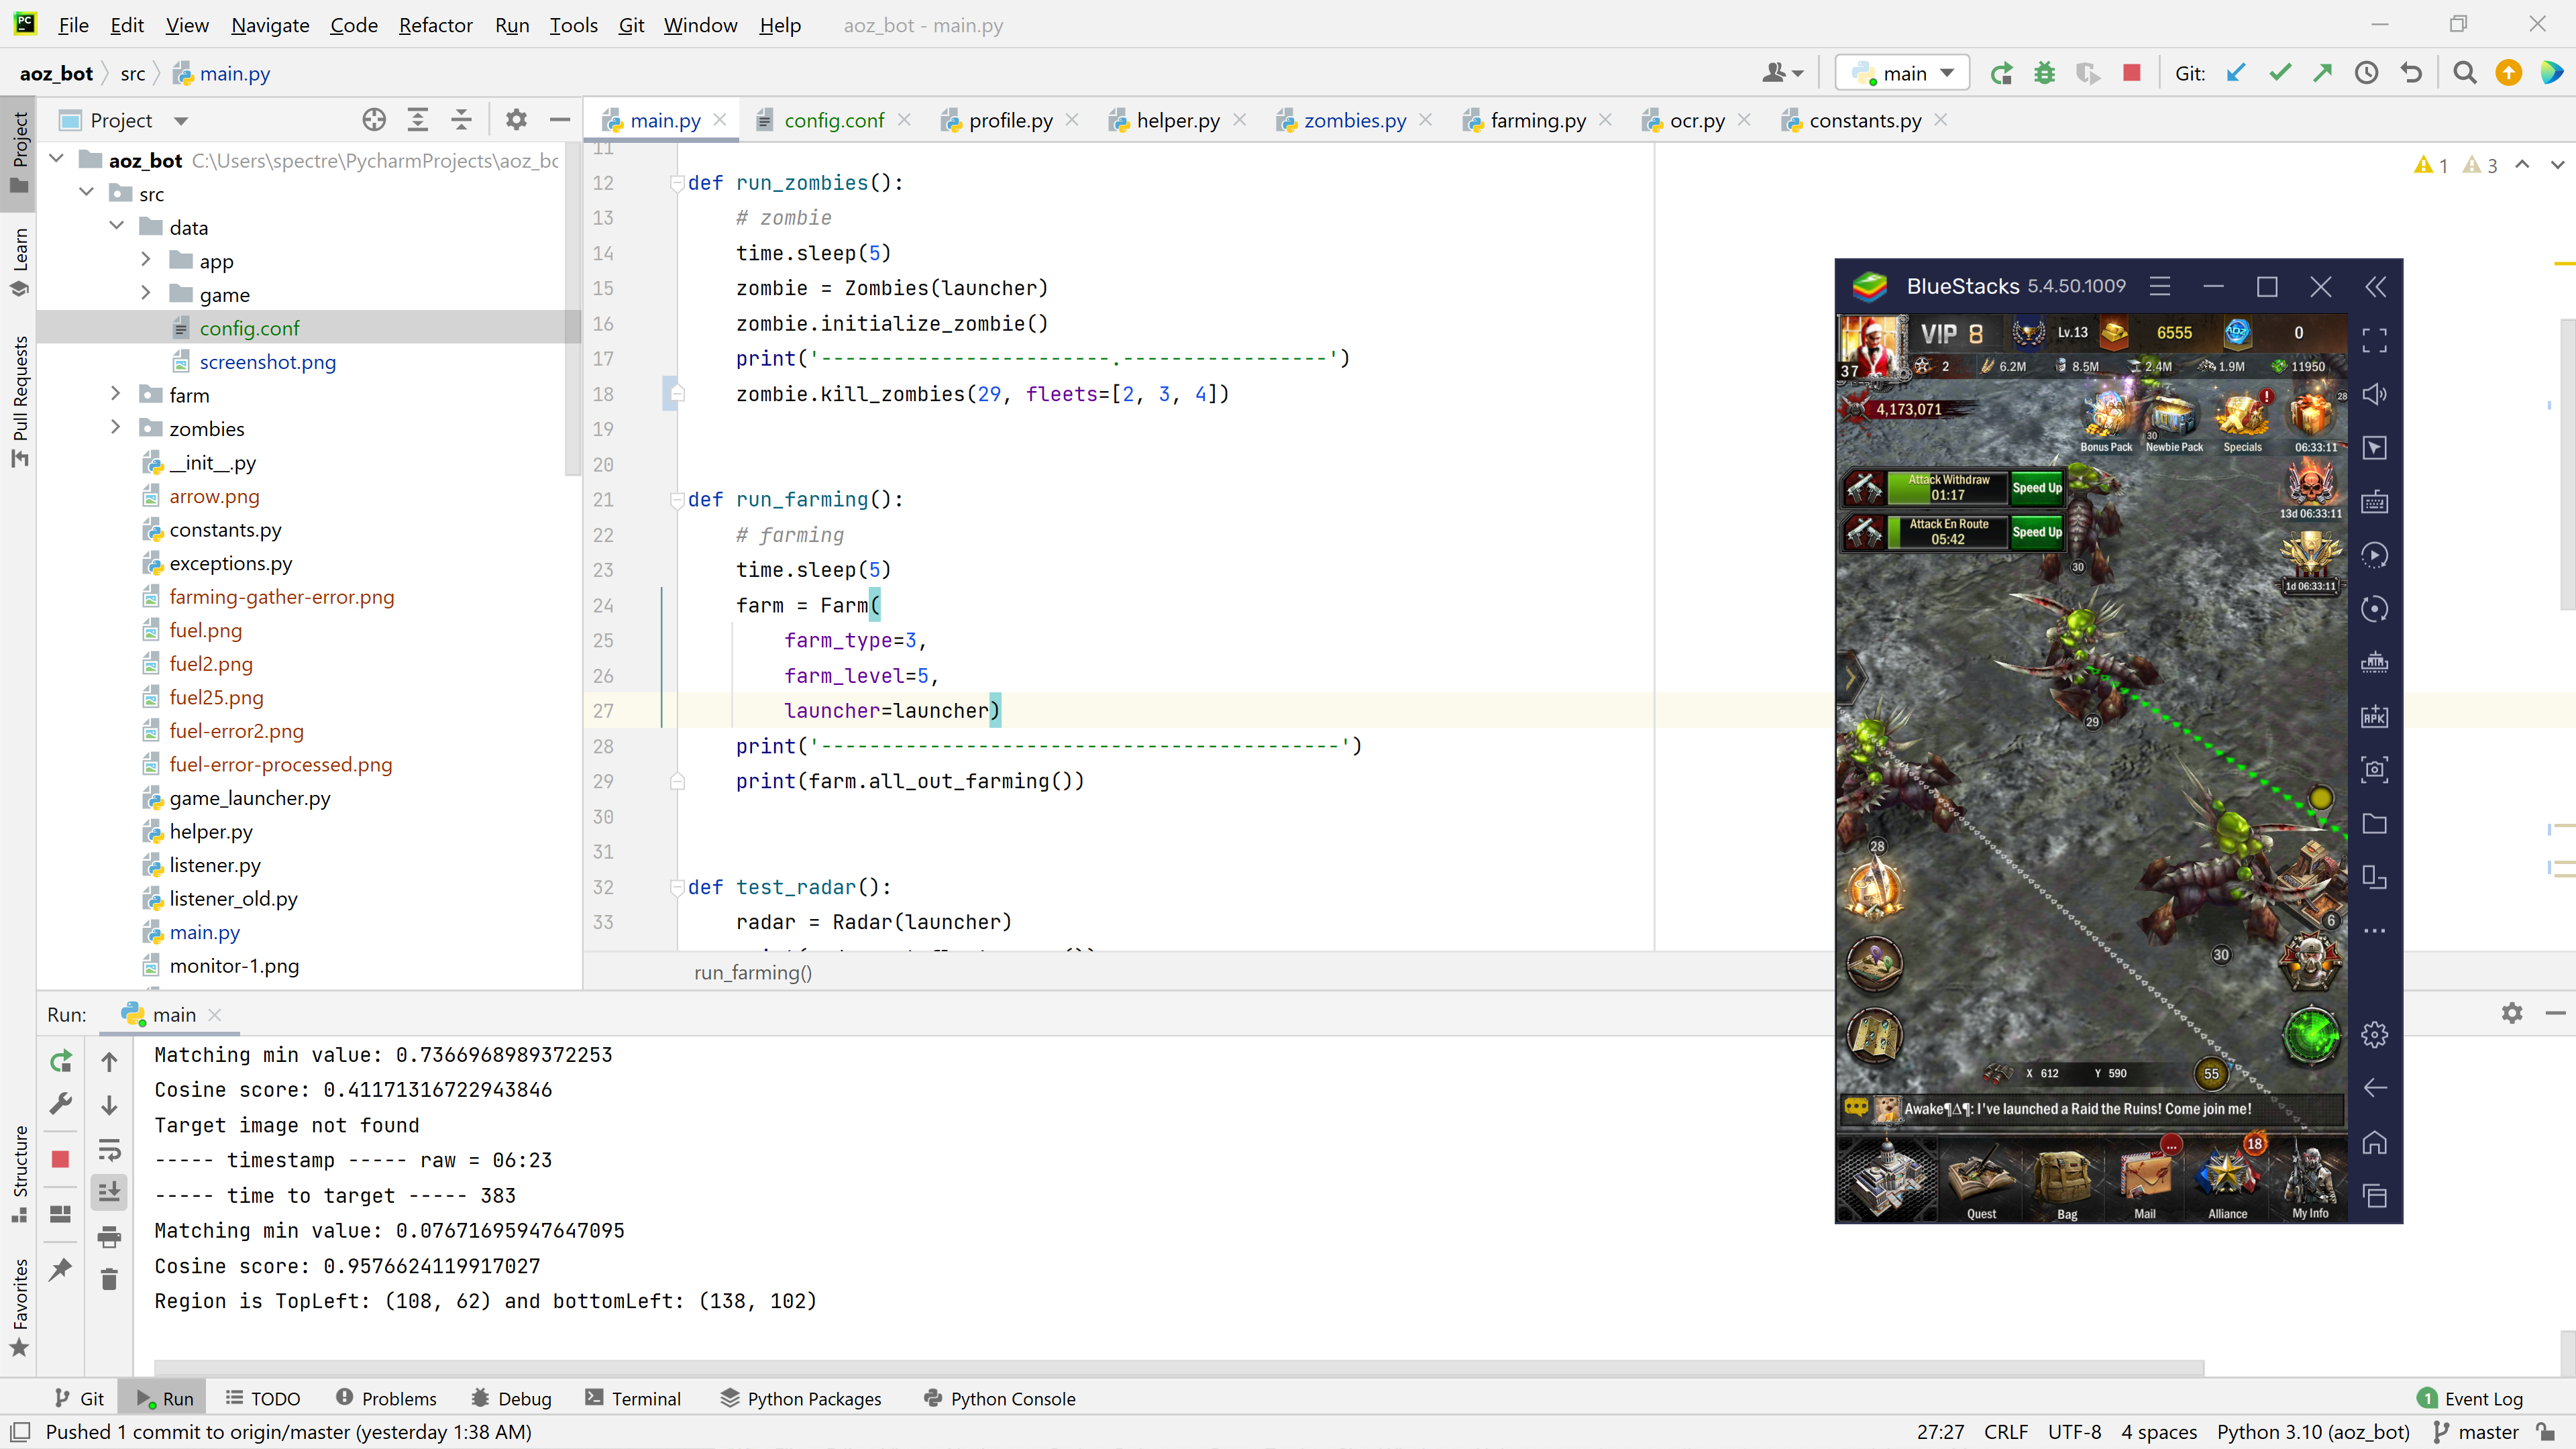 File Edit View Navigate Code Refactor Run Tools Git Window Help aoz_bot - main.py
aoz_bot src main.py
main Git:
Project
main.py config.conf profile.py helper.py zombies.py farming.py ocr.py constants.py
Project
Learn
Pull Requests
Structure
Favorites
aoz_bot C:\Users\spectre\PycharmProjects\aoz_bc
src
data
app
game
config.conf
screenshot.png
farm
zombies
__init__.py
arrow.png
constants.py
exceptions.py
farming-gather-error.png
fuel.png
fuel2.png
fuel25.png
fuel-error2.png
fuel-error-processed.png
game_launcher.py
helper.py
listener.py
listener_old.py
main.py
monitor-1.png
11
12 def run_zombies():
13 # zombie
14 time.sleep(5)
15 zombie = Zombies(launcher)
16 zombie.initialize_zombie()
17 print('------------------------.-----------------')
18 zombie.kill_zombies(29, fleets=[2, 3, 4])
19
20
21 def run_farming():
22 # farming
23 time.sleep(5)
24 farm = Farm(
25 farm_type=3,
26 farm_level=5,
27 launcher=launcher)
28 print('-------------------------------------------')
29 print(farm.all_out_farming())
30
31
32 def test_radar():
33 radar = Radar(launcher)
run_farming()
1 3
BlueStacks 5.4.50.1009
VIP 8 Lv.13 6555 0
37 2 6.2M 8.5M 2.4M 1.9M 11950
4,173,071
28
30
Bonus Pack Newbie Pack Specials 06:33:11
Attack Withdraw
01:17
Speed Up
13d 06:33:11
Attack En Route
05:42
Speed Up
30
1d 06:33:11
29
28
6
30
X 612 Y 590
55
Awake¶Δ¶: I've launched a Raid the Ruins! Come join me!
... 18
Quest Bag Mail Alliance My Info
APK
Run: main
Matching min value: 0.7366968989372253
Cosine score: 0.41171316722943846
Target image not found
----- timestamp ----- raw = 06:23
----- time to target ----- 383
Matching min value: 0.07671695947647095
Cosine score: 0.9576624119917027
Region is TopLeft: (108, 62) and bottomLeft: (138, 102)
Git Run TODO Problems Debug Terminal Python Packages Python Console 1 Event Log
Pushed 1 commit to origin/master (yesterday 1:38 AM) 27:27 CRLF UTF-8 4 spaces Python 3.10 (aoz_bot) master